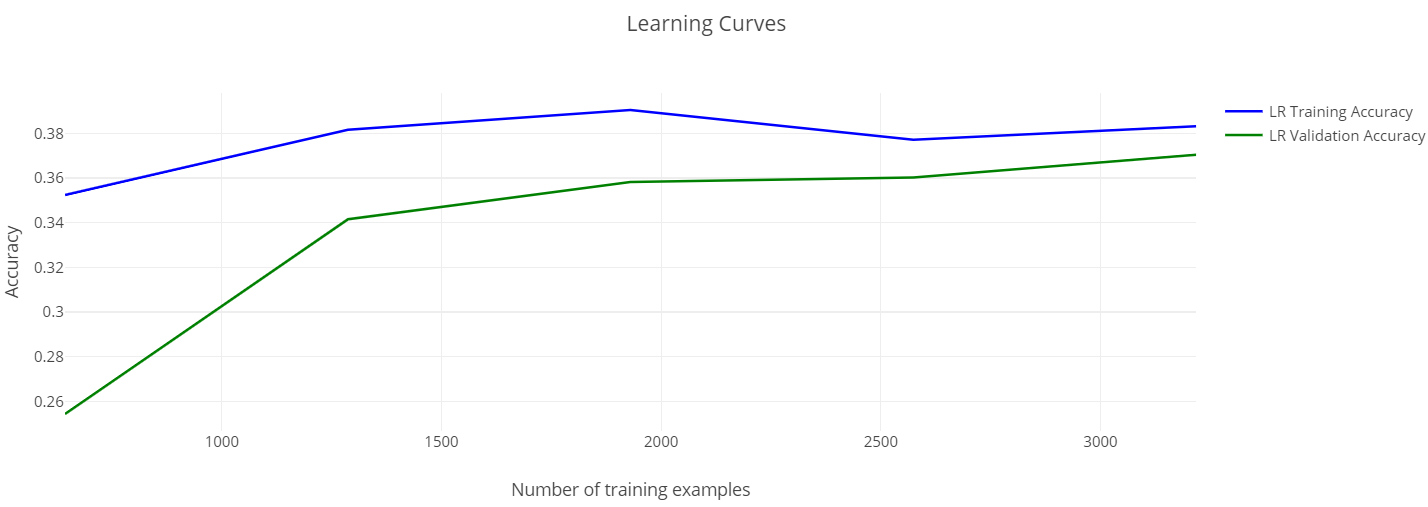 Learning Curves
LR Training Accuracy
LR Validation Accuracy
Accuracy
0.38
0.36
0.34
0.32
0.3
0.28
0.26
1000 1500 2000 2500 3000
Number of training examples